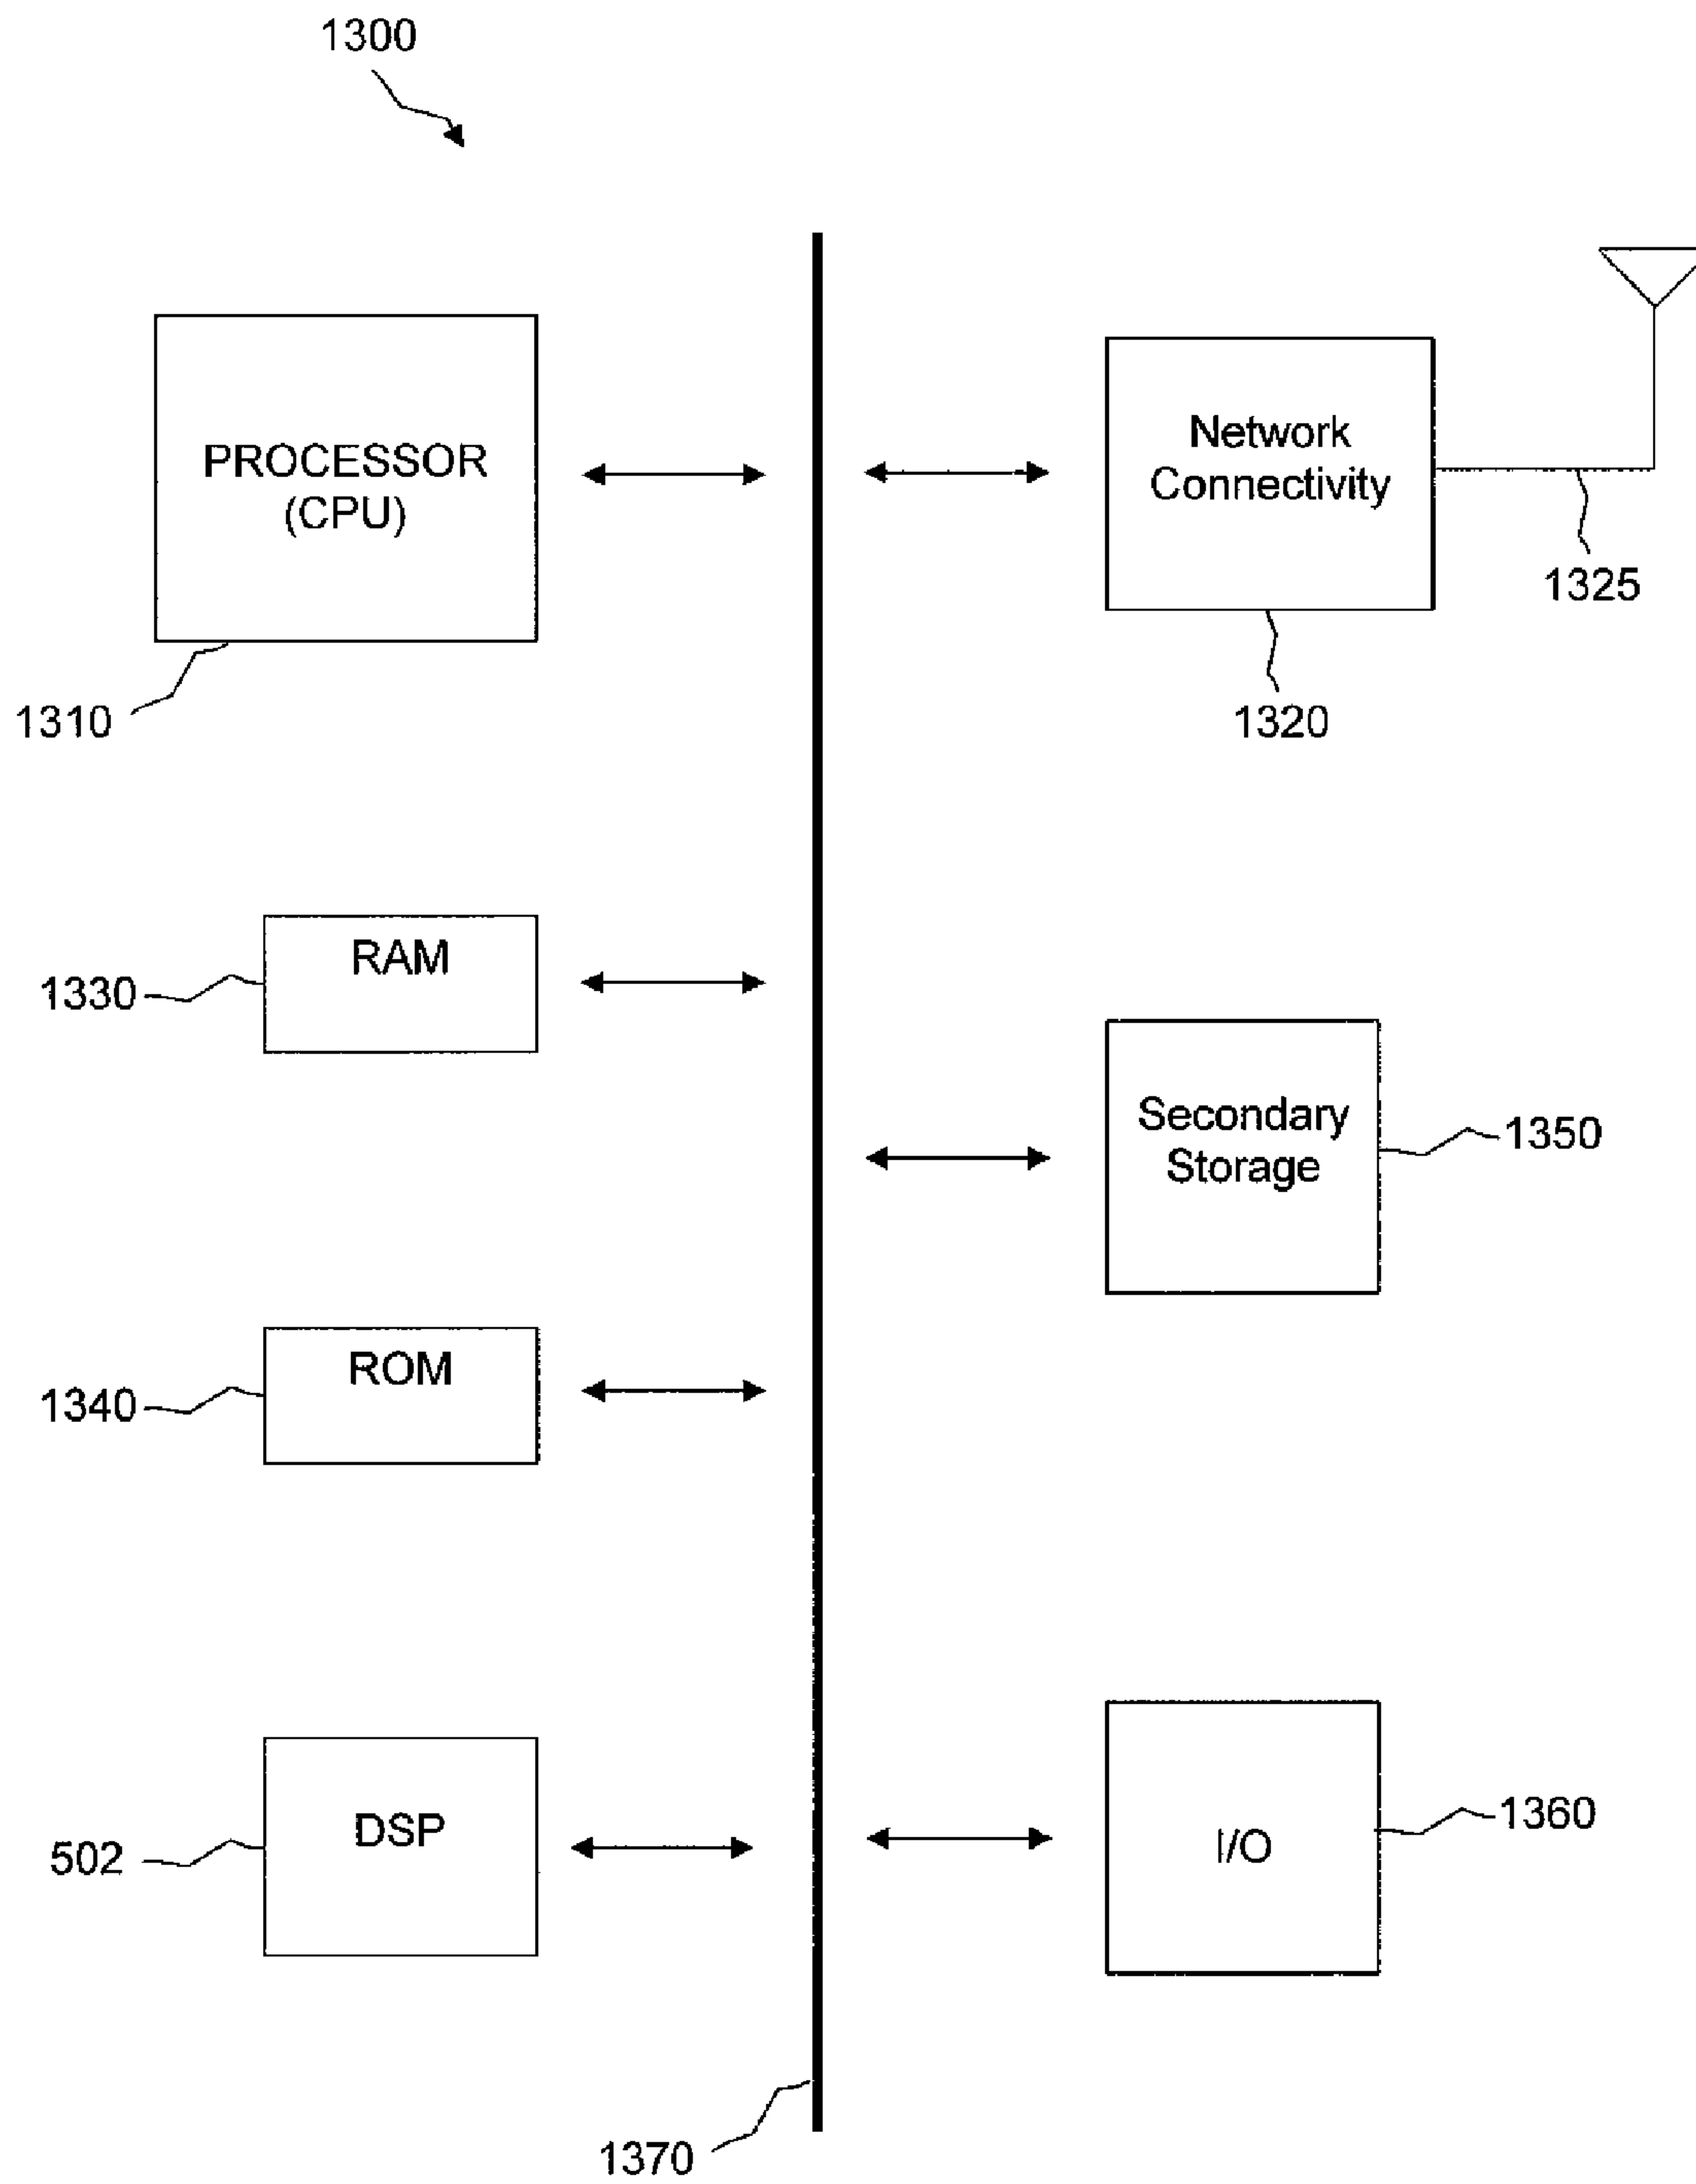 1300
PROCESSOR
(CPU)
1310
Network
Connectivity
1325
1320
RAM
1330
Secondary
Storage
1350
ROM
1340
DSP
502
I/O
1360
1370